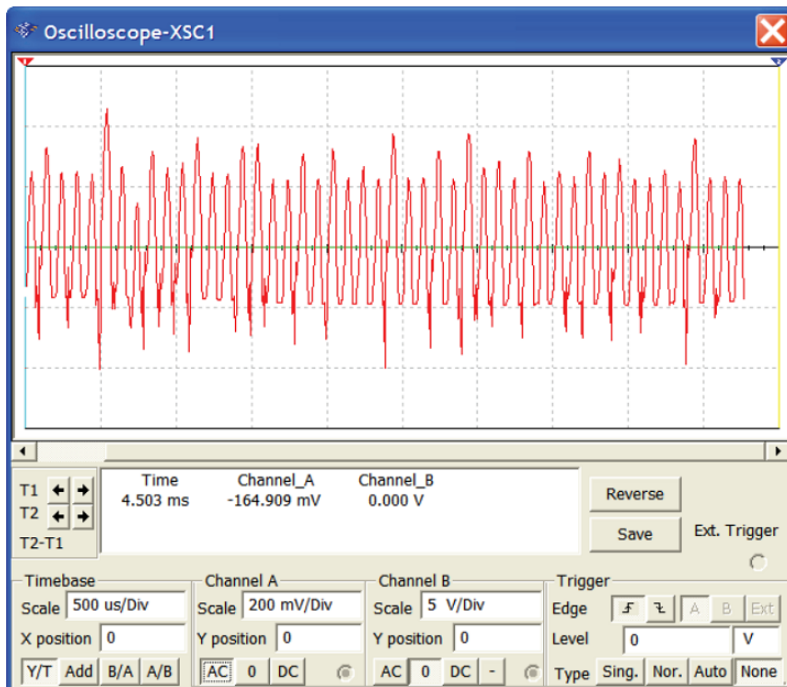 Oscilloscope-XSC1
1
2
Time Channel_A Channel_B
T1 4.503 ms -164.909 mV 0.000 V
T2
T2-T1
Reverse
Save
Ext. Trigger
Timebase
Scale 500 us/Div
X position 0
Y/T Add B/A A/B
Channel A
Scale 200 mV/Div
Y position 0
AC 0 DC
Channel B
Scale 5 V/Div
Y position 0
AC 0 DC -
Trigger
Edge A B Ext
Level 0 V
Type Sing. Nor. Auto None